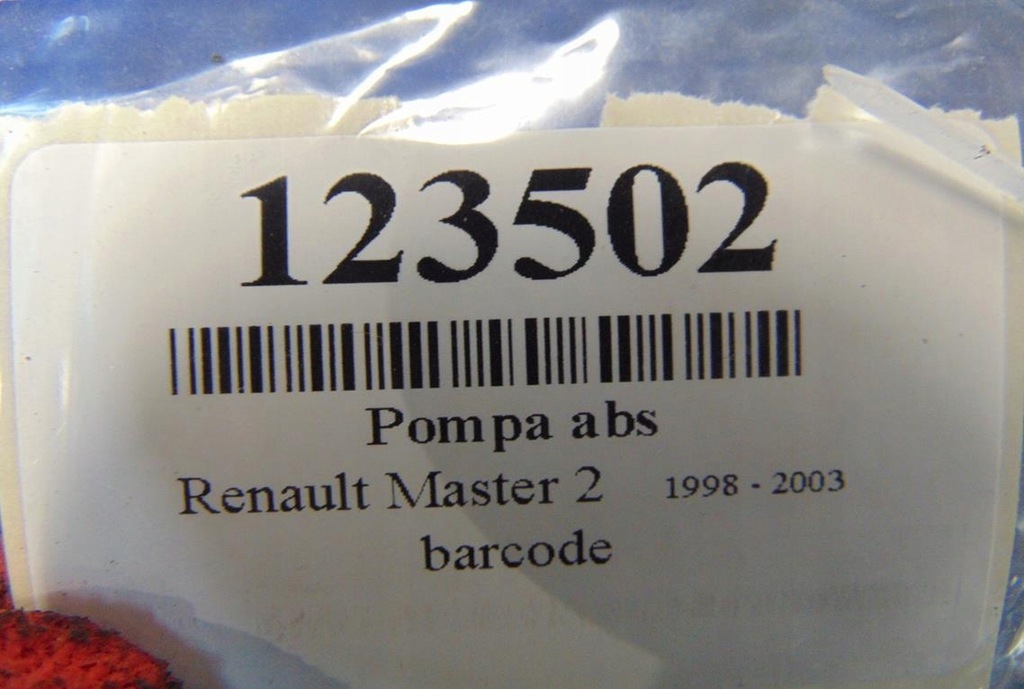 123502
Pompa abs
Renault Master 2 1998 - 2003
barcode